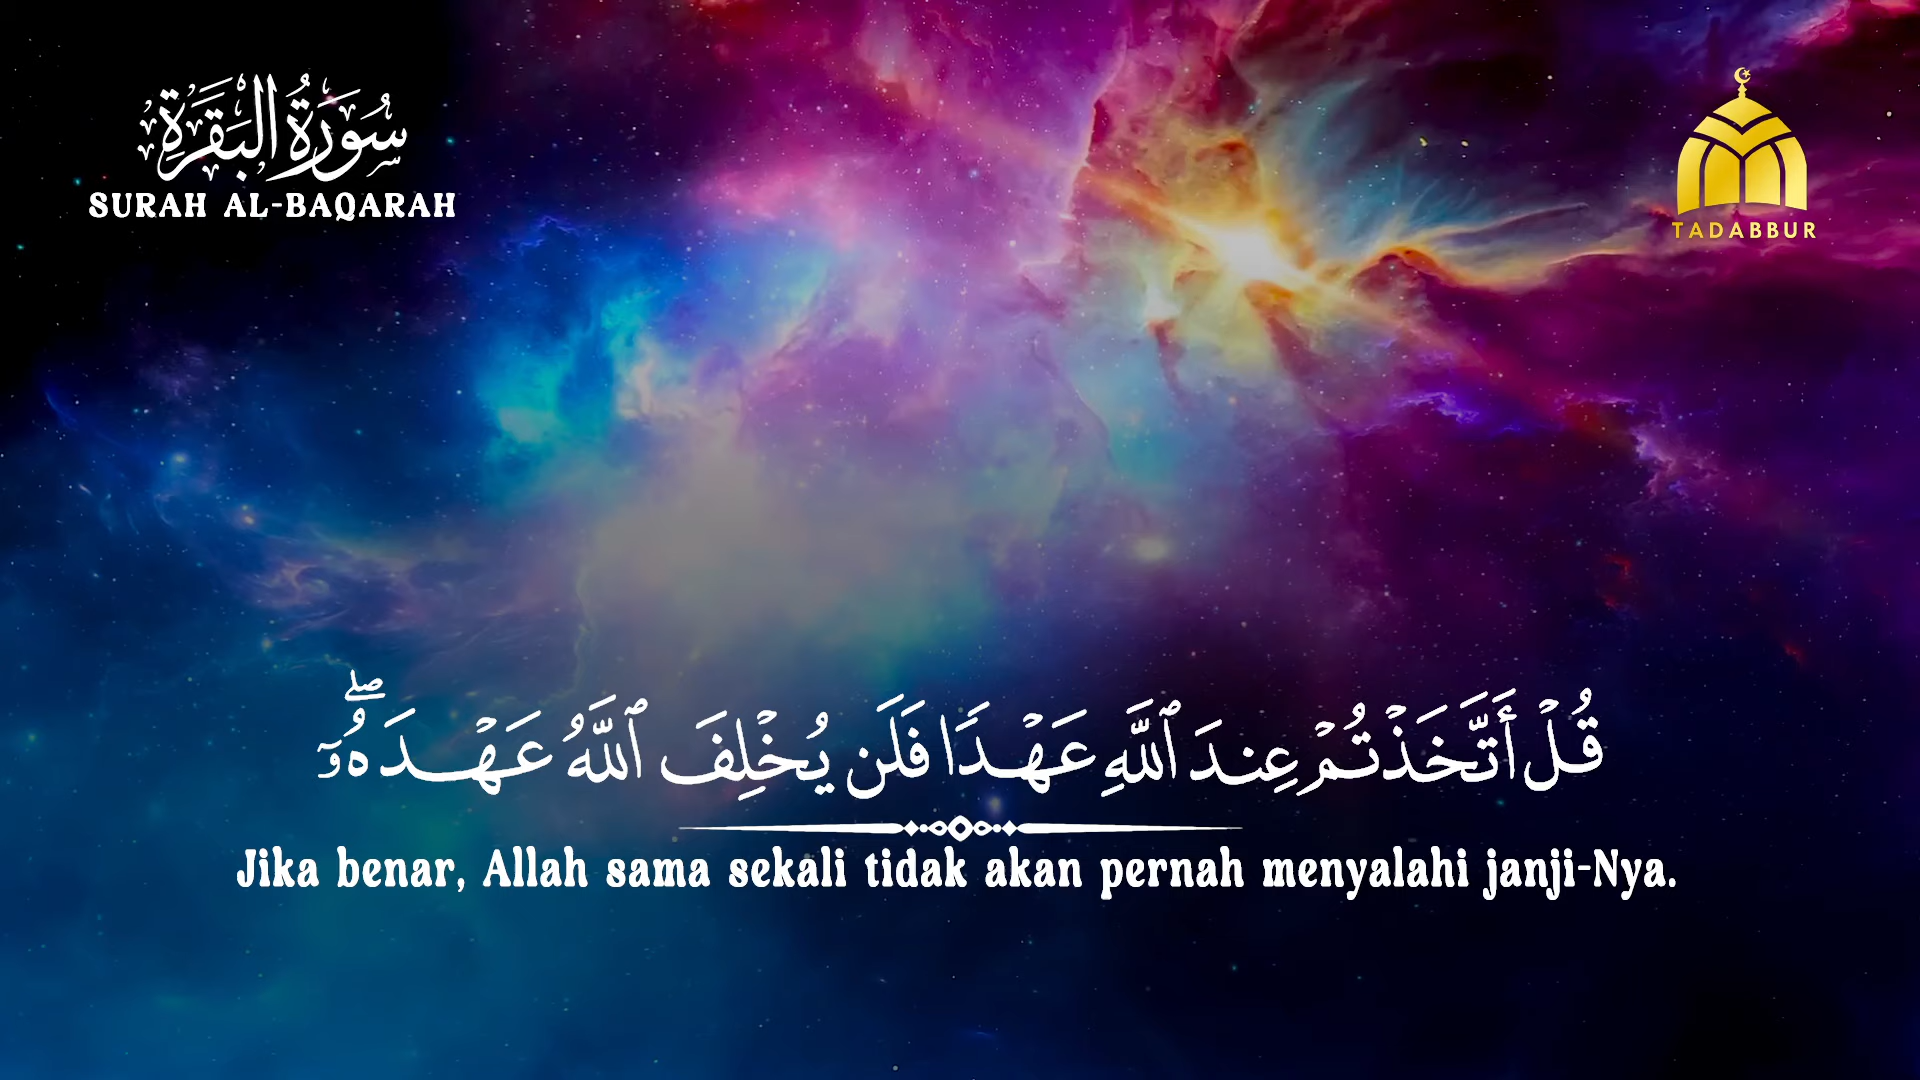 سُورَةُ البَقَرَةِ
SURAH AL-BAQARAH
TADABBUR
قُلْ أَتَّخَذْتُمْ عِندَ ٱللَّهِ عَهْدًا فَلَن يُخْلِفَ ٱللَّهُ عَهْدَهُۥٓ ۖ
Jika benar, Allah sama sekali tidak akan pernah menyalahi janji-Nya.